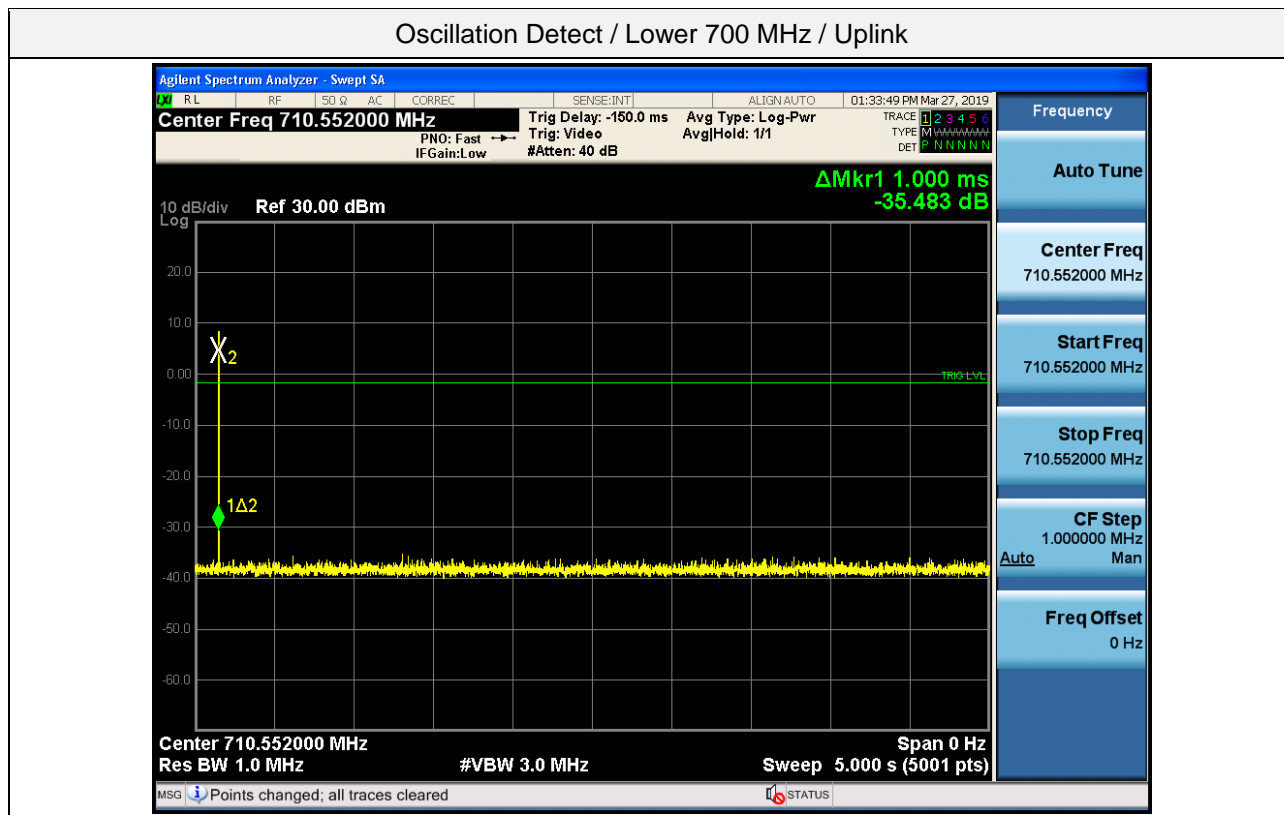 Oscillation Detect / Lower 700 MHz / Uplink
Agilent Spectrum Analyzer - Swept SA
LXI RL RF 50 Ω AC CORREC SENSE:INT ALIGN AUTO 01:33:49 PM Mar 27, 2019
Center Freq 710.552000 MHz
PNO: Fast
IFGain:Low
Trig Delay: -150.0 ms
Trig: Video
#Atten: 40 dB
Avg Type: Log-Pwr
Avg|Hold: 1/1
TRACE 1 2 3 4 5 6
TYPE M WWWWW
DET P N N N N N
ΔMkr1 1.000 ms
-35.483 dB
10 dB/div Ref 30.00 dBm
Log
20.0
10.0
0.00
-10.0
-20.0
-30.0
-40.0
-50.0
-60.0
X2
1Δ2
TRIG LVL
Center 710.552000 MHz Span 0 Hz
Res BW 1.0 MHz #VBW 3.0 MHz Sweep 5.000 s (5001 pts)
MSG Points changed; all traces cleared STATUS
Frequency
Auto Tune
Center Freq
710.552000 MHz
Start Freq
710.552000 MHz
Stop Freq
710.552000 MHz
CF Step
1.000000 MHz
Auto Man
Freq Offset
0 Hz